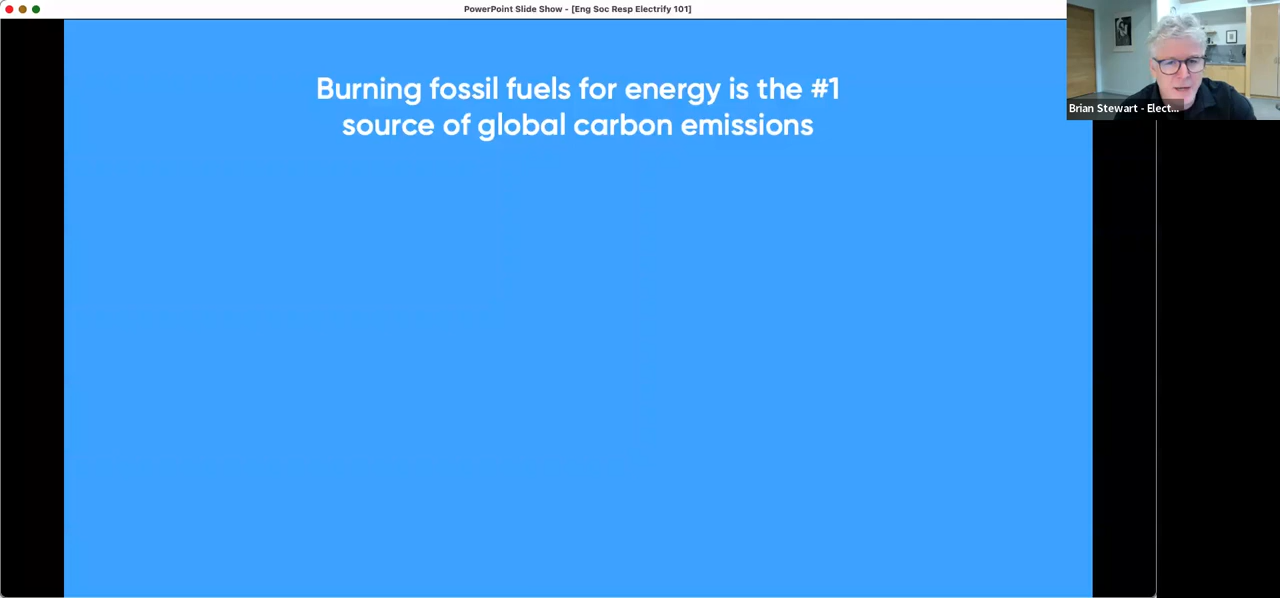 PowerPoint Slide Show - [Eng Soc Resp Electrify 101]
Burning fossil fuels for energy is the #1
source of global carbon emissions
Brian Stewart - Elect...